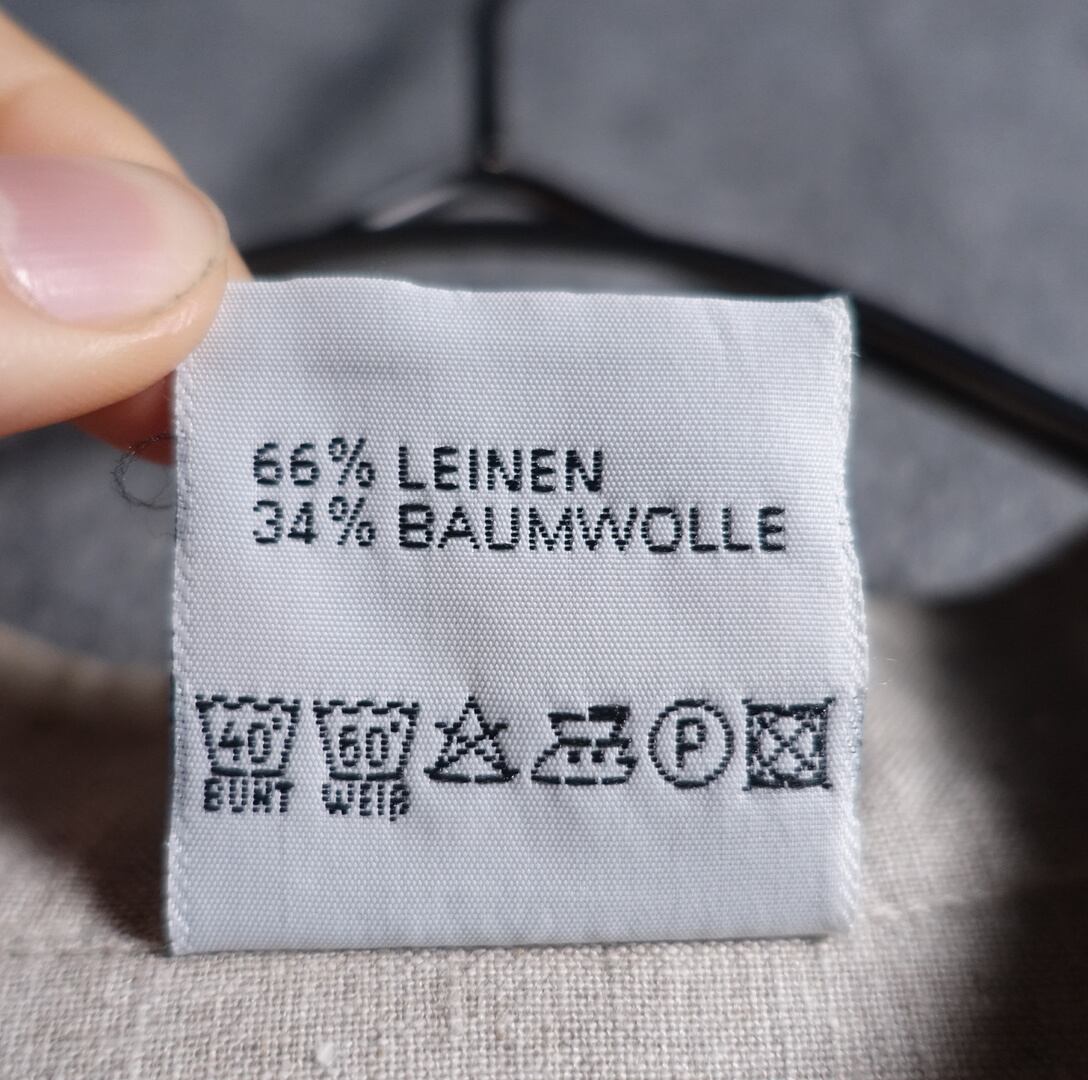 66% LEINEN
34% BAUMWOLLE
40° 60° P
BUNT WEIß